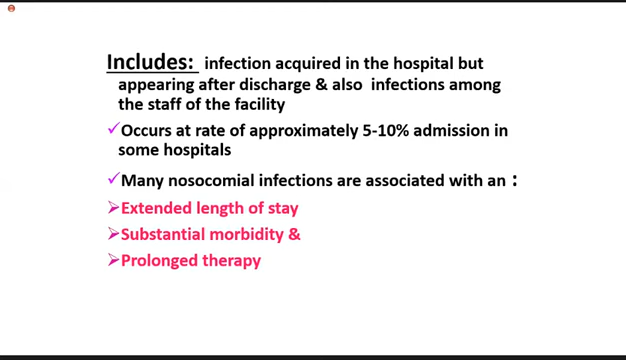 Includes: infection acquired in the hospital but
appearing after discharge & also infections among
the staff of the facility
✓Occurs at rate of approximately 5-10% admission in
some hospitals
✓Many nosocomial infections are associated with an :
➢Extended length of stay
➢Substantial morbidity &
➢Prolonged therapy